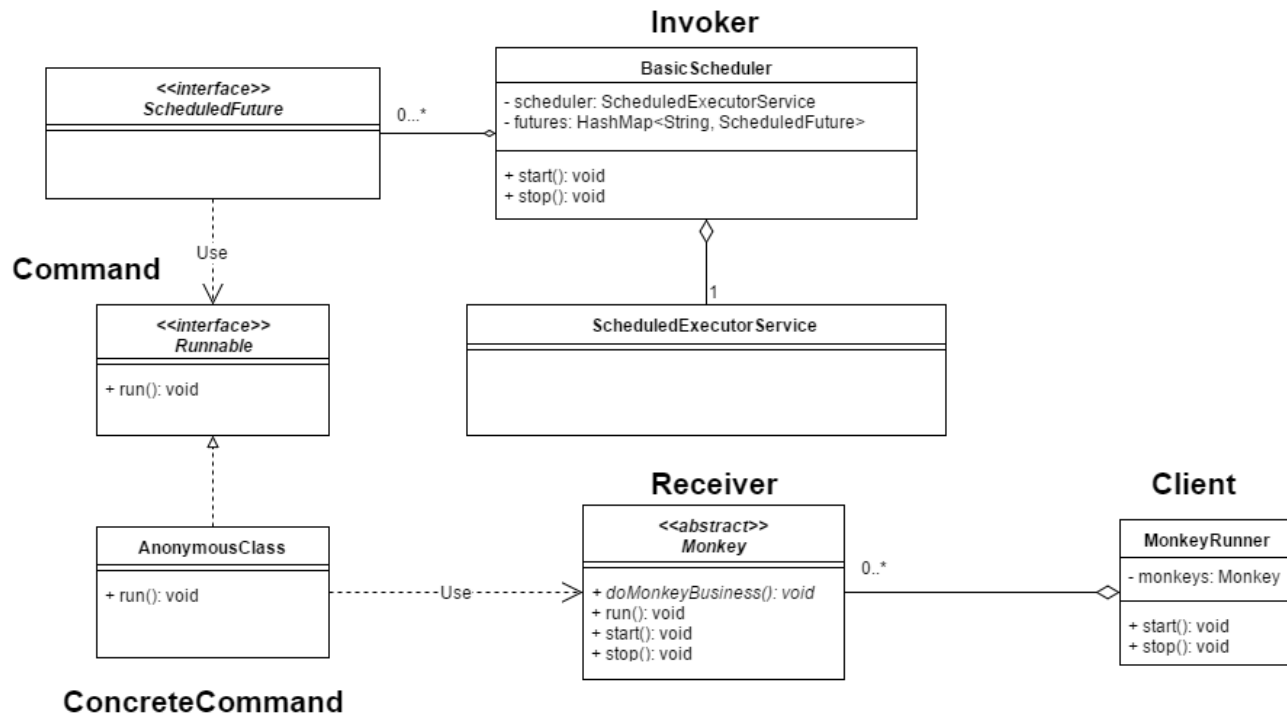 Invoker
BasicScheduler
- scheduler: ScheduledExecutorService
- futures: HashMap<String, ScheduledFuture>
+ start(): void
+ stop(): void
<<interface>>
ScheduledFuture
0...*
Use
Command
<<interface>>
Runnable
+ run(): void
1
ScheduledExecutorService
AnonymousClass
+ run(): void
ConcreteCommand
Use
Receiver
<<abstract>>
Monkey
+ doMonkeyBusiness(): void
+ run(): void
+ start(): void
+ stop(): void
0..*
Client
MonkeyRunner
- monkeys: Monkey
+ start(): void
+ stop(): void